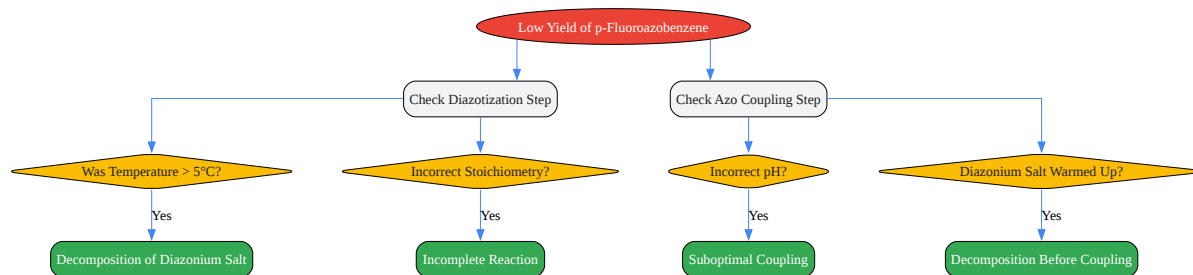 Low Yield of p-Fluoroazobenzene
Check Diazotization Step
Check Azo Coupling Step
Was Temperature > 5°C?
Incorrect Stoichiometry?
Incorrect pH?
Diazonium Salt Warmed Up?
Yes
Yes
Yes
Yes
Decomposition of Diazonium Salt
Incomplete Reaction
Suboptimal Coupling
Decomposition Before Coupling